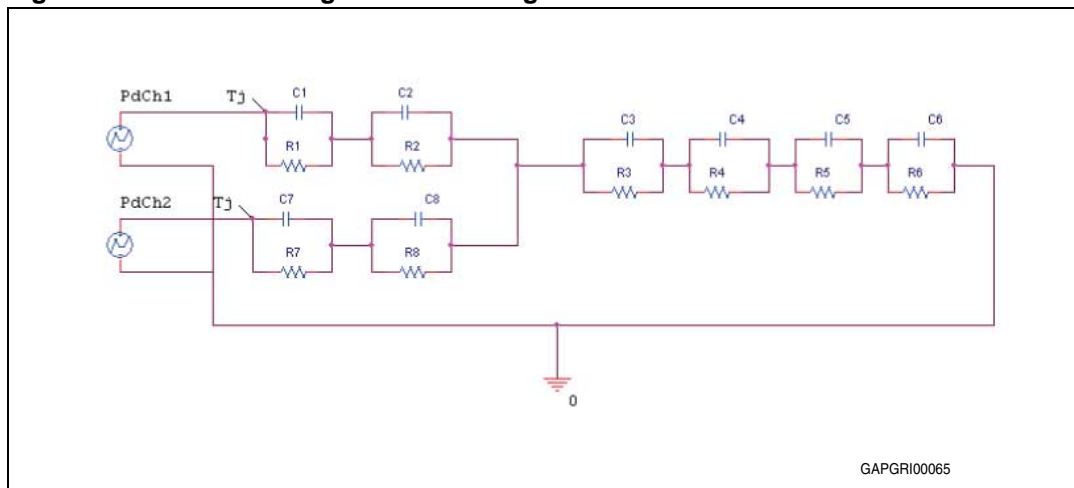 PdCh1
Tj
C1
C2
R1
R2
PdCh2
Tj
C7
C8
R7
R8
C3
C4
C5
C6
R3
R4
R5
R6
0
GAPGRI00065